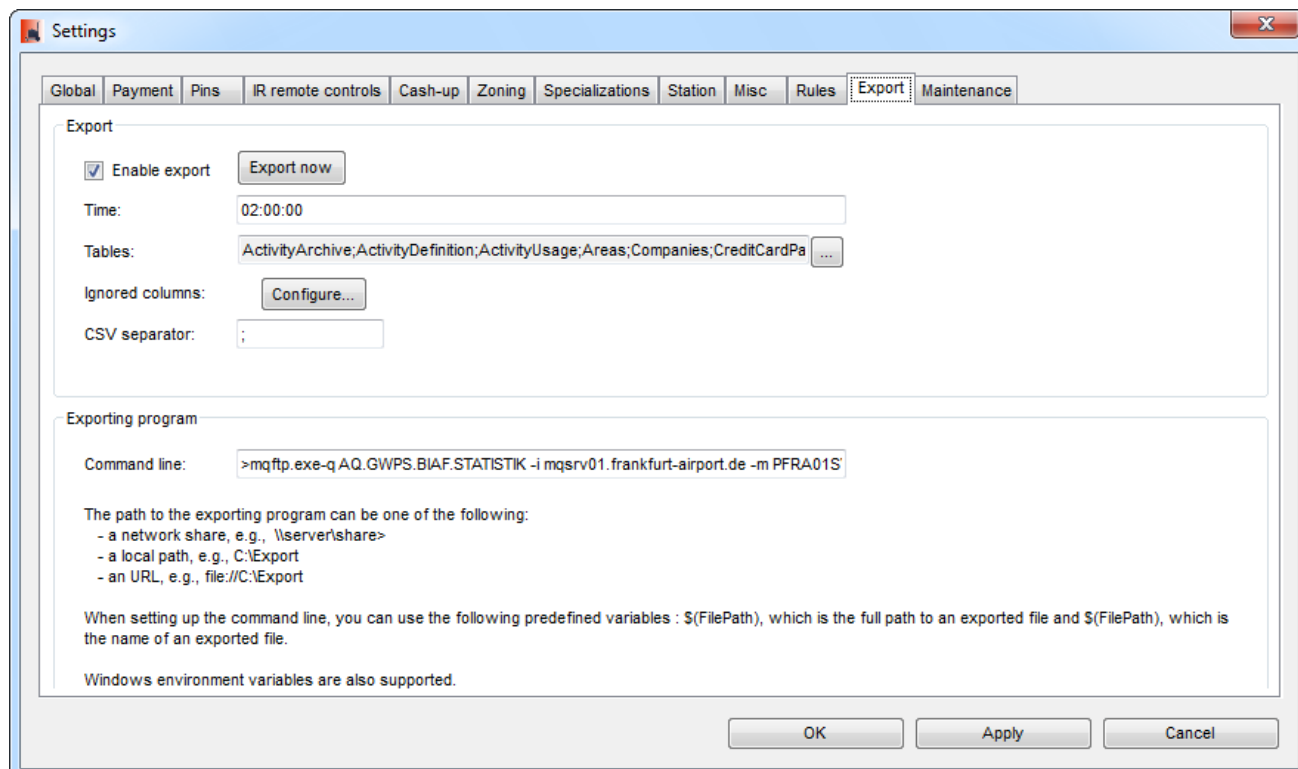 Settings
Global Payment Pins IR remote controls Cash-up Zoning Specializations Station Misc Rules Export Maintenance
Export
Enable export Export now
Time: 02:00:00
Tables: ActivityArchive;ActivityDefinition;ActivityUsage;Areas;Companies;CreditCardPa ...
Ignored columns: Configure...
CSV separator: ;
Exporting program
Command line: >mqftp.exe-q AQ.GWPS.BIAF.STATISTIK -i mqsrv01.frankfurt-airport.de -m PFRA01S
The path to the exporting program can be one of the following:
- a network share, e.g., \\server\share>
- a local path, e.g., C:\Export
- an URL, e.g., file://C:\Export
When setting up the command line, you can use the following predefined variables : $(FilePath), which is the full path to an exported file and $(FilePath), which is
the name of an exported file.
Windows environment variables are also supported.
OK Apply Cancel